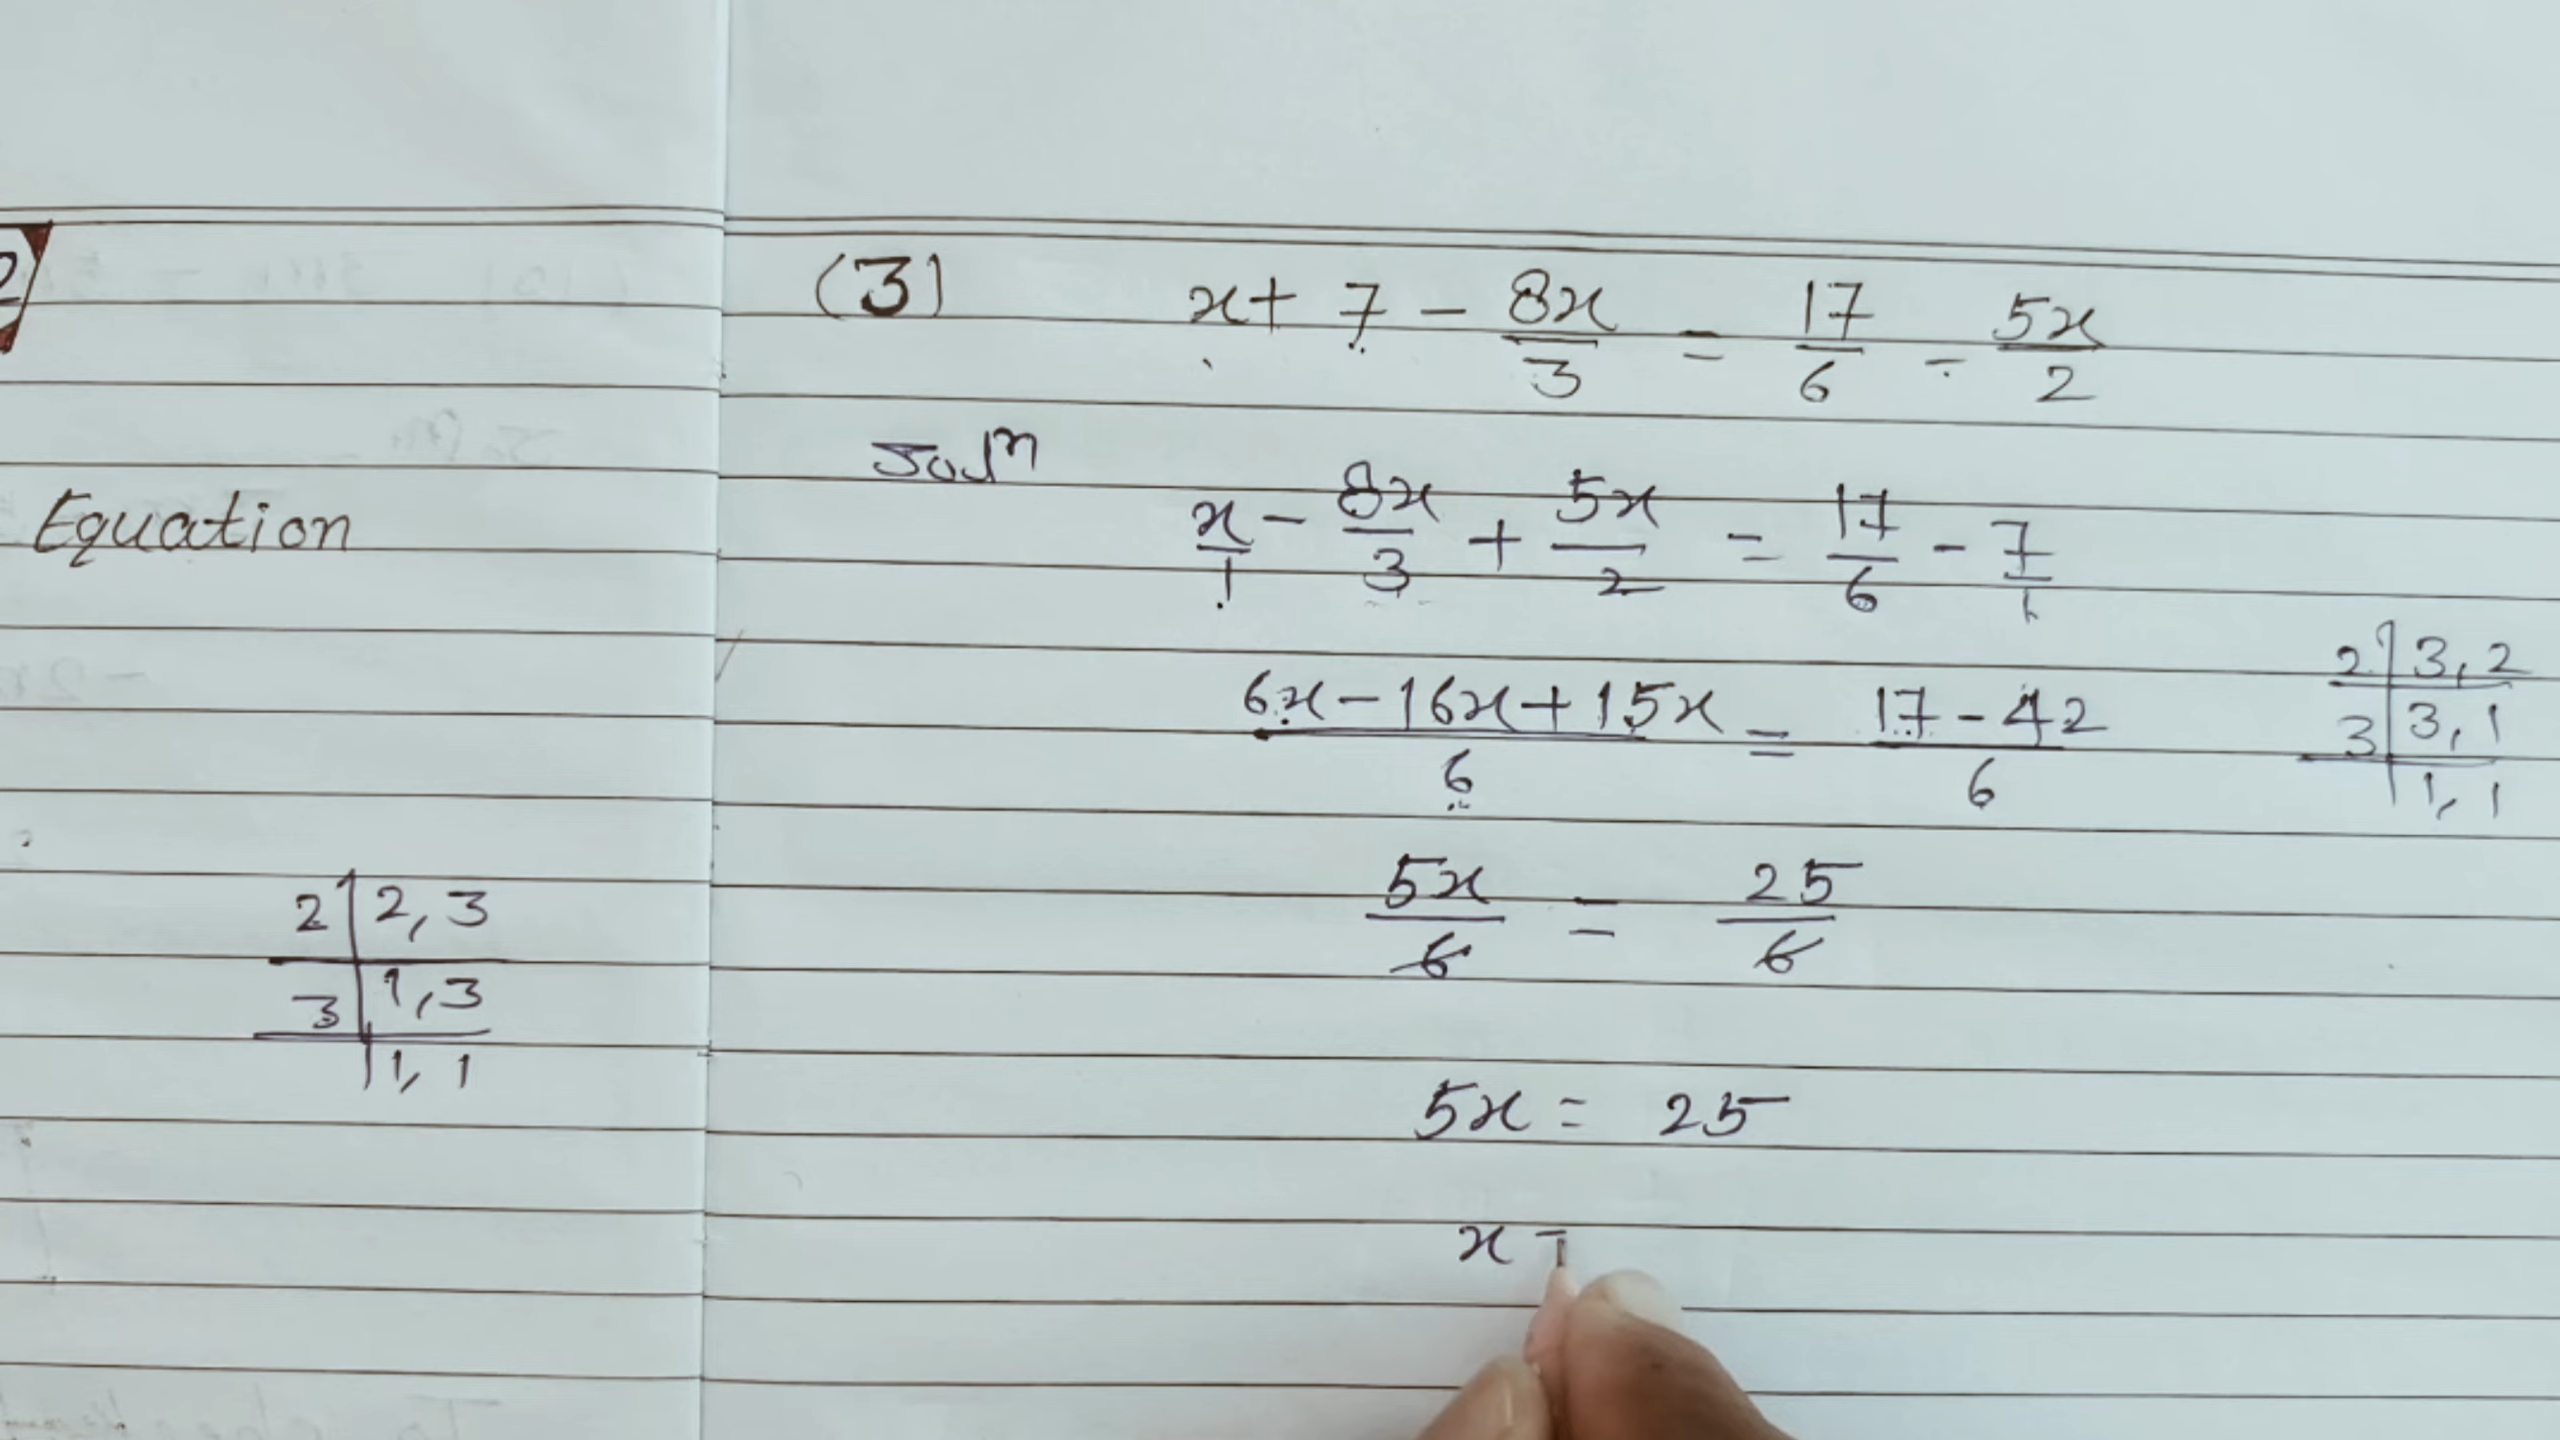 Equation
2 | 2, 3
3 | 1, 3
| 1, 1
(3) x + 7 - 8x/3 = 17/6 - 5x/2
Solⁿ
x/1 - 8x/3 + 5x/2 = 17/6 - 7/1
(6x - 16x + 15x)/6 = (17 - 42)/6
5x/6 = 25/6
5x = 25
x =
2 | 3, 2
3 | 3, 1
| 1, 1